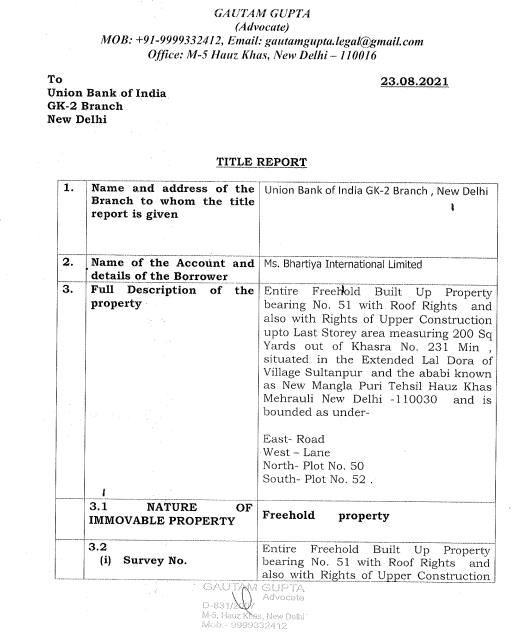 GAUTAM GUPTA
(Advocate)
MOB: +91-9999332412, Email: gautamgupta.legal@gmail.com
Office: M-5 Hauz Khas, New Delhi – 110016
To
23.08.2021
Union Bank of India
GK-2 Branch
New Delhi
TITLE REPORT
1. Name and address of the
Branch to whom the title
report is given
Union Bank of India GK-2 Branch , New Delhi
2. Name of the Account and
details of the Borrower
Ms. Bhartiya International Limited
3. Full Description of the
property
Entire Freehold Built Up Property
bearing No. 51 with Roof Rights and
also with Rights of Upper Construction
upto Last Storey area measuring 200 Sq
Yards out of Khasra No. 231 Min ,
situated in the Extended Lal Dora of
Village Sultanpur and the ababi known
as New Mangla Puri Tehsil Hauz Khas
Mehrauli New Delhi -110030 and is
bounded as under-
East- Road
West – Lane
North- Plot No. 50
South- Plot No. 52 .
3.1 NATURE OF
IMMOVABLE PROPERTY
Freehold property
3.2
(i) Survey No.
Entire Freehold Built Up Property
bearing No. 51 with Roof Rights and
also with Rights of Upper Construction
GAUTAM GUPTA
Advocate
D-831/2007
M-5, Hauz Khas, New Delhi
Mob:- 9999332412